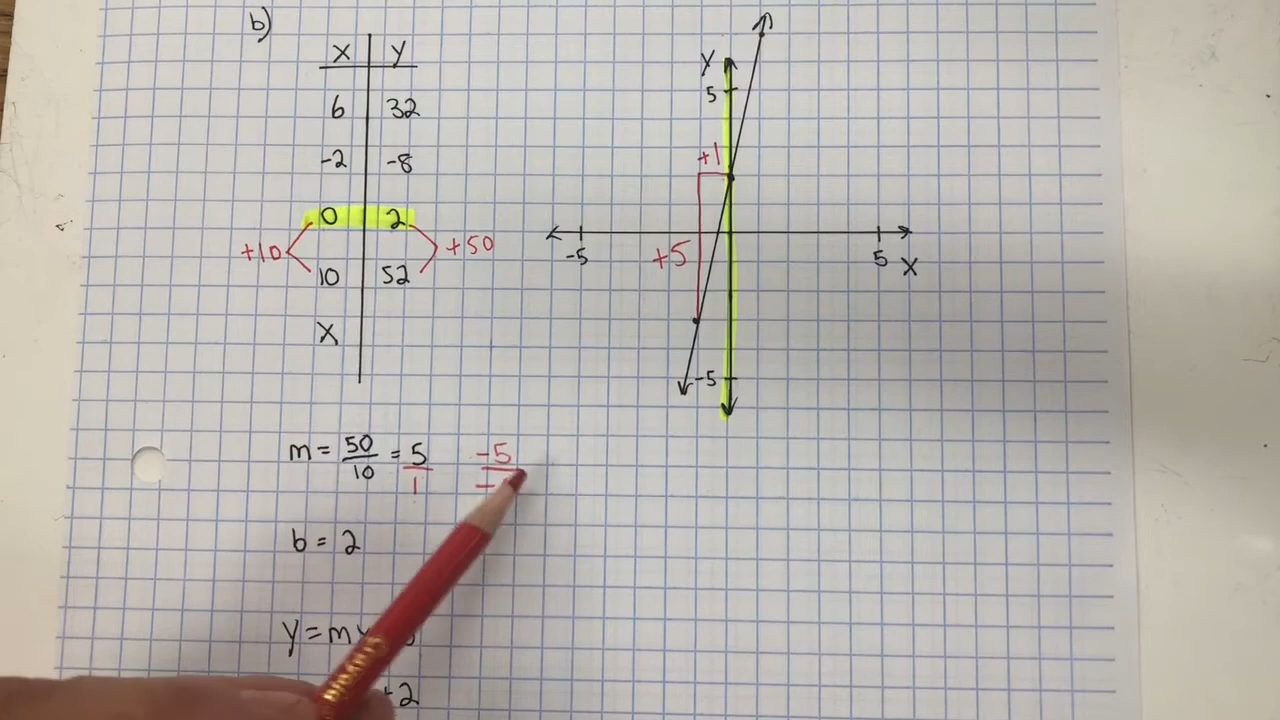 b)
X Y
6 32
-2 -8
0 2
+10 +50
10 52
X
Y
5
+1
-5 +5 5 X
-5
m = 50/10 = 5/1 -5/-
b = 2
y = m
+2